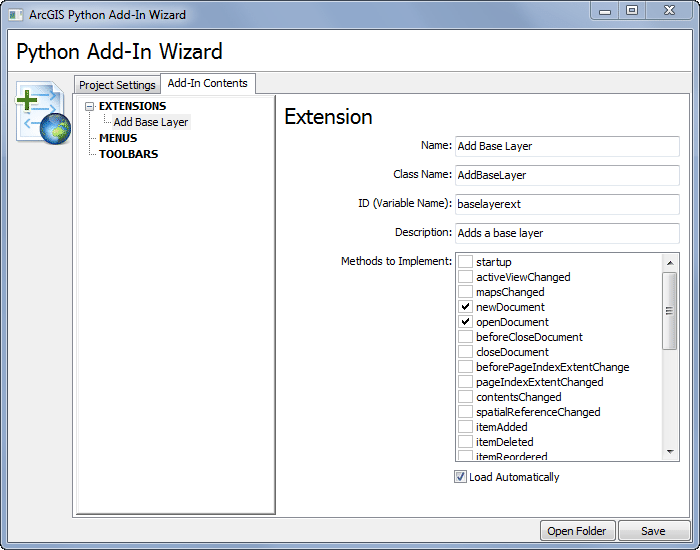 ArcGIS Python Add-In Wizard
Python Add-In Wizard
Project Settings
Add-In Contents
EXTENSIONS
Add Base Layer
MENUS
TOOLBARS
Extension
Name: Add Base Layer
Class Name: AddBaseLayer
ID (Variable Name): baselayerext
Description: Adds a base layer
Methods to Implement:
startup
activeViewChanged
mapsChanged
newDocument
openDocument
beforeCloseDocument
closeDocument
beforePageIndexExtentChange
pageIndexExtentChanged
contentsChanged
spatialReferenceChanged
itemAdded
itemDeleted
itemReordered
Load Automatically
Open Folder
Save